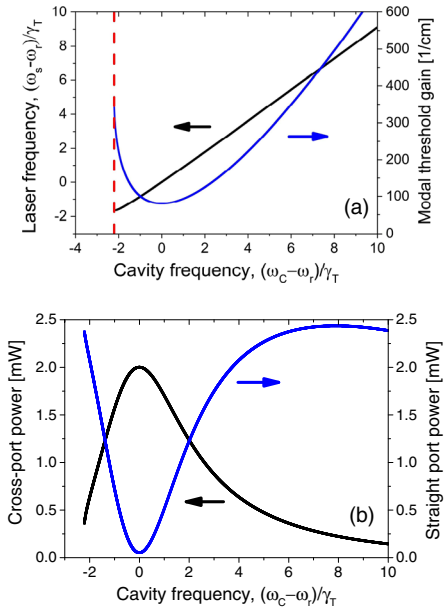 10
8
6
4
2
0
-2
600
500
400
300
200
100
0
-4 -2 0 2 4 6 8 10
Laser frequency, (ωs-ωr)/γT
Modal threshold gain [1/cm]
(a)
Cavity frequency, (ωC-ωr)/γT
2.5
2.0
1.5
1.0
0.5
0.0
2.5
2.0
1.5
1.0
0.5
0.0
-2 0 2 4 6 8 10
Cross-port power [mW]
Straight port power [mW]
(b)
Cavity frequency, (ωC-ωr)/γT